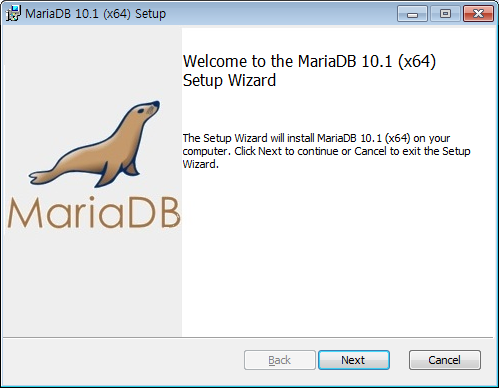 MariaDB 10.1 (x64) Setup
Welcome to the MariaDB 10.1 (x64)
Setup Wizard
The Setup Wizard will install MariaDB 10.1 (x64) on your
computer. Click Next to continue or Cancel to exit the Setup
Wizard.
MariaDB
Back
Next
Cancel